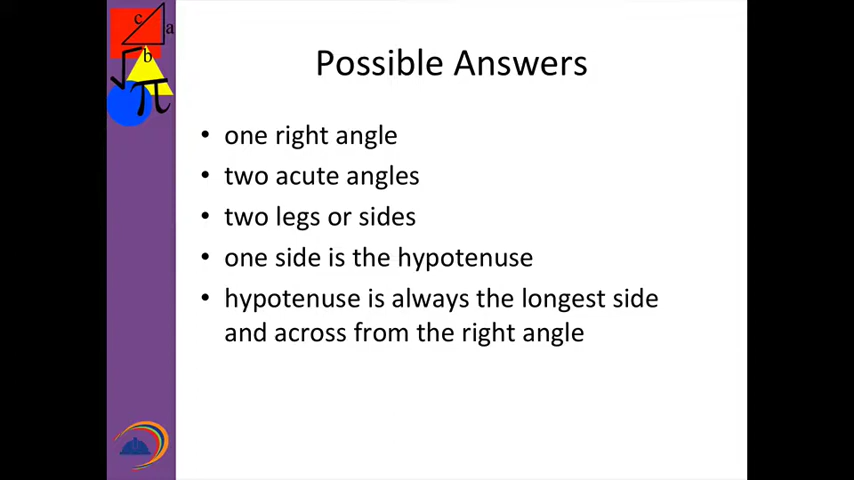 c
a
b
√
π
Possible Answers
• one right angle
• two acute angles
• two legs or sides
• one side is the hypotenuse
• hypotenuse is always the longest side
and across from the right angle